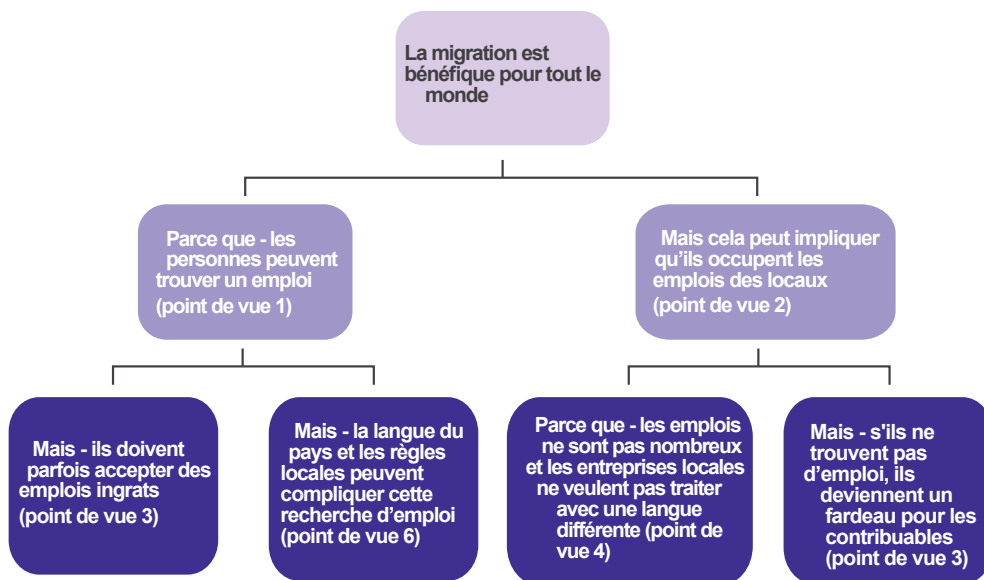 La migration est
bénéfique pour tout le
monde
Parce que - les
personnes peuvent
trouver un emploi
(point de vue 1)
Mais cela peut impliquer
qu’ils occupent les
emplois des locaux
(point de vue 2)
Mais - ils doivent
parfois accepter des
emplois ingrats
(point de vue 3)
Mais - la langue du
pays et les règles
locales peuvent
compliquer cette
recherche d’emploi
(point de vue 6)
Parce que - les emplois
ne sont pas nombreux
et les entreprises locales
ne veulent pas traiter
avec une langue
différente (point de
vue 4)
Mais - s'ils ne
trouvent pas
d’emploi, ils
deviennent un
fardeau pour les
contribuables
(point de vue 3)